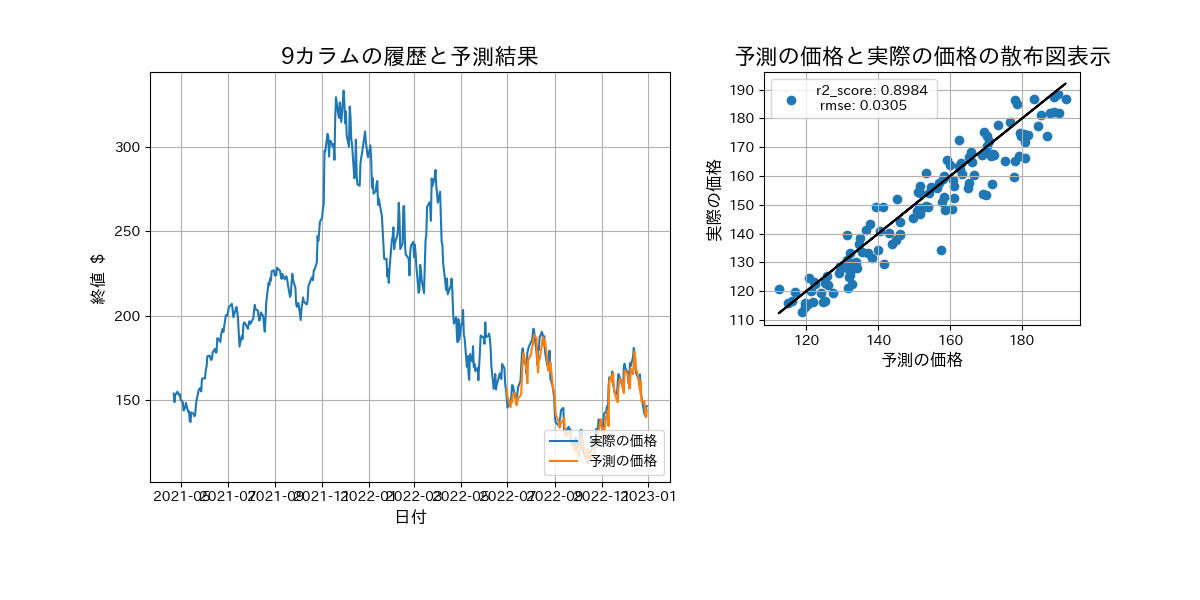 9カラムの履歴と予測結果
300
250
200
150
終値 $
2021-05
2021-07
2021-09
2021-11
2022-01
2022-03
2022-05
2022-07
2022-09
2022-11
2023-01
日付
実際の価格
予測の価格
予測の価格と実際の価格の散布図表示
r2_score: 0.8984
rmse: 0.0305
190
180
170
160
150
140
130
120
110
実際の価格
120
140
160
180
予測の価格